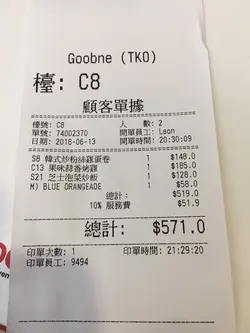 Goobne (TKO)
檯: C8
顧客單據
檯號: C8 人 數: 2
單號: 74002370 開單員工: Leon
日期: 2018-06-13 開單時間: 20:30:09
S8 韓式炒粉絲雞蛋卷 1 $148.0
C13 果味蒜香烤雞 1 $185.0
S21 芝士泡菜炒飯 1 $128.0
M) BLUE ORANGEADE 1 $58.0
總計: $519.0
10% 服務費 $51.9
總計: $571.0
印單次數: 1 印單時間: 21:29:20
印單員工: 9494